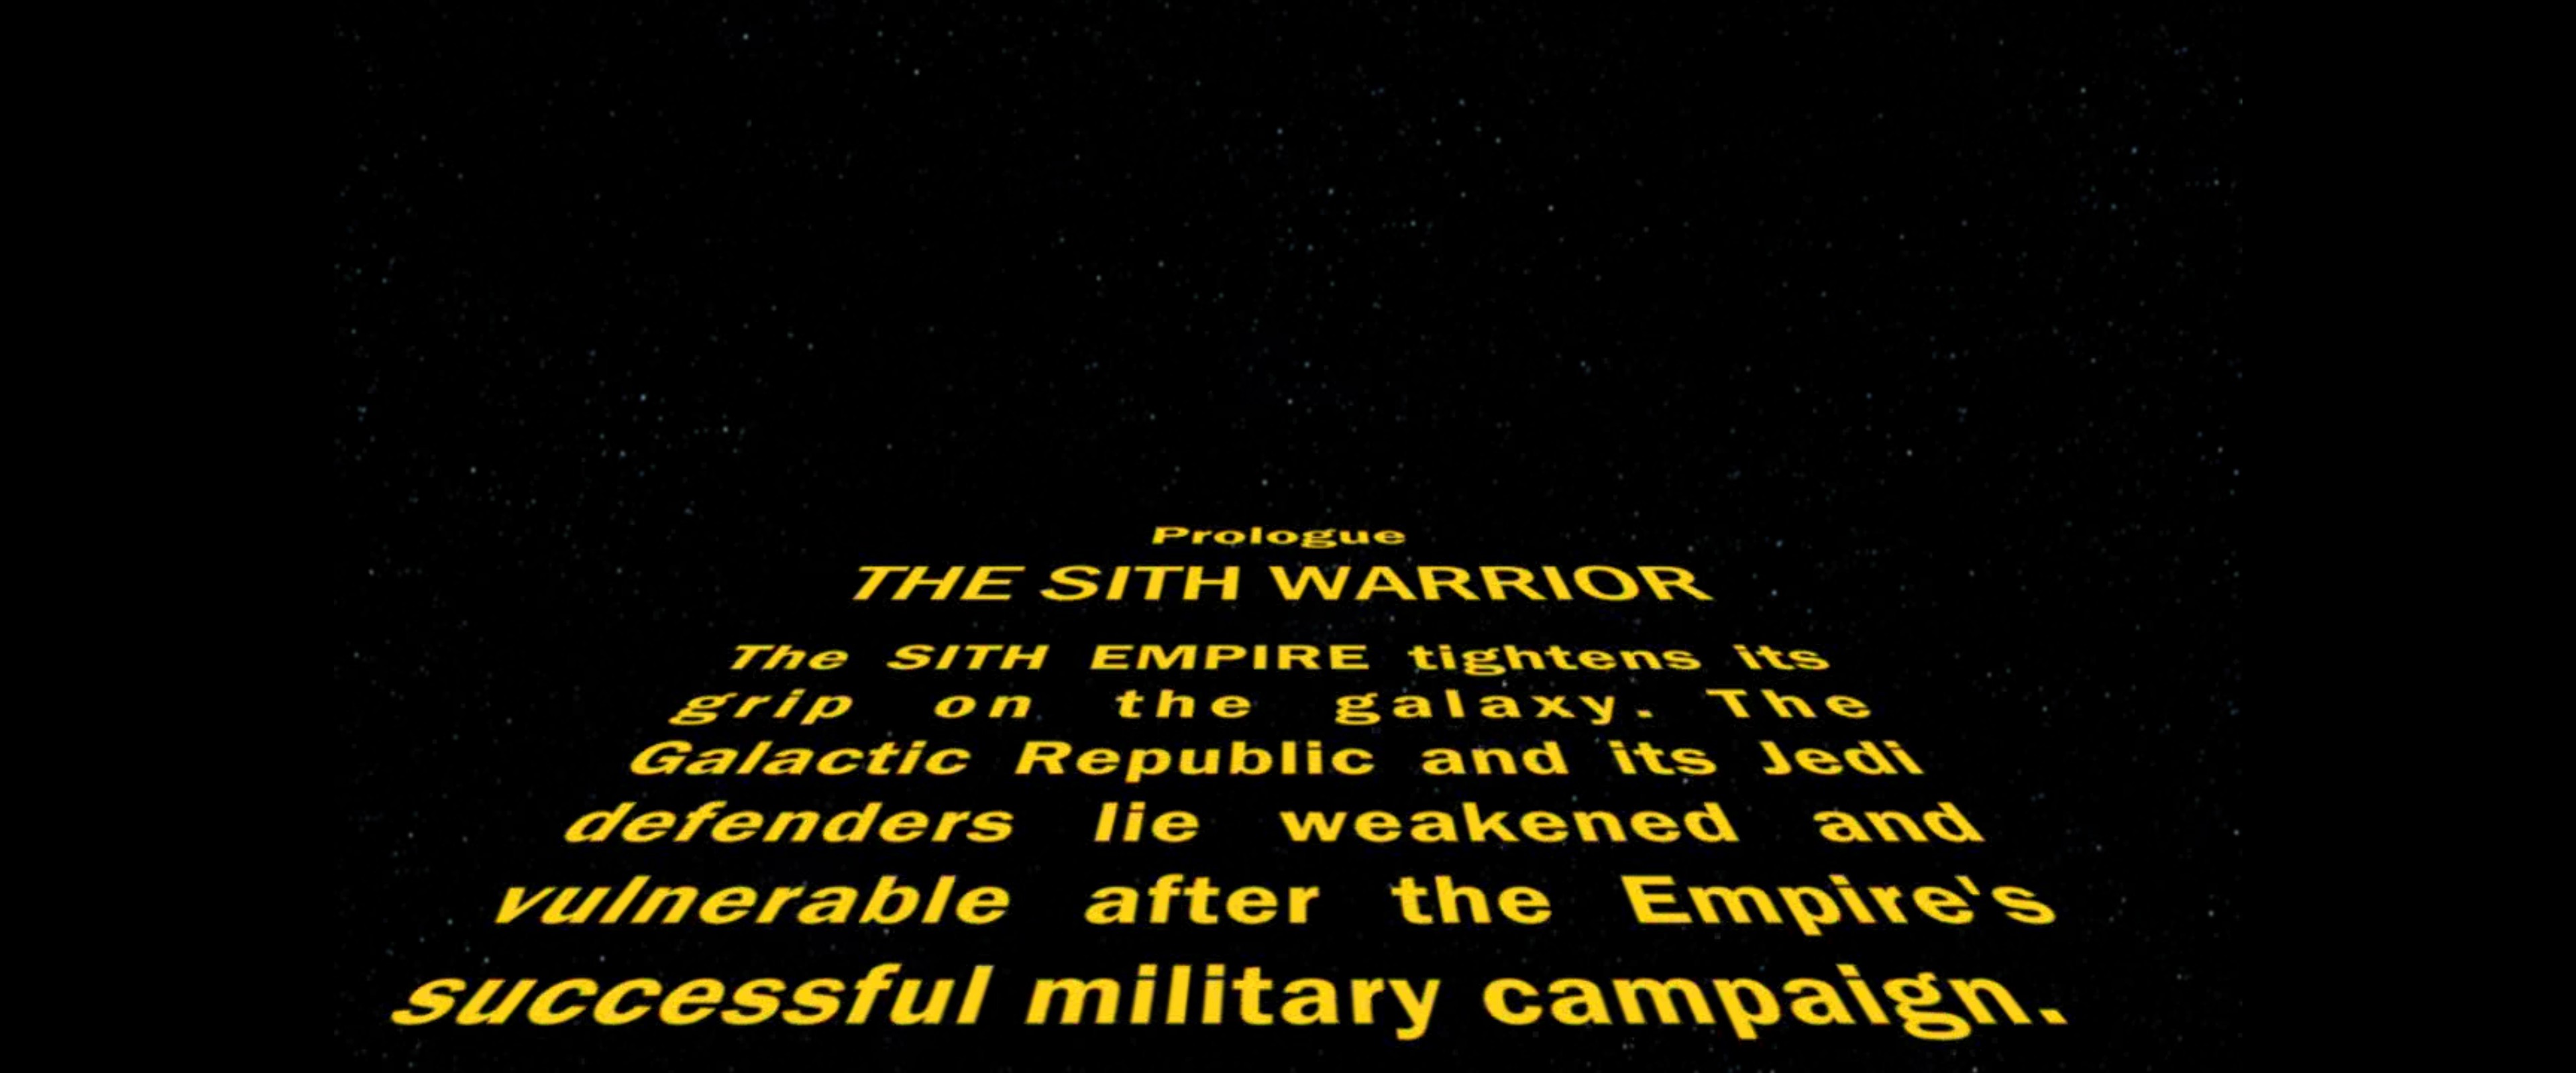 Prologue
THE SITH WARRIOR
The SITH EMPIRE tightens its
grip on the galaxy. The
Galactic Republic and its Jedi
defenders lie weakened and
vulnerable after the Empire's
successful military campaign.